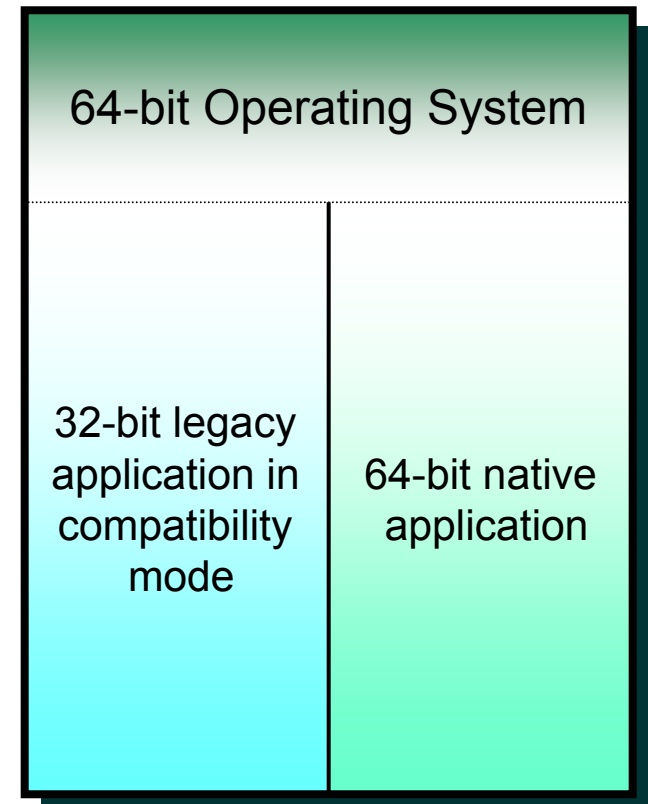 64-bit Operating System
32-bit legacy
application in
compatibility
mode
64-bit native
application